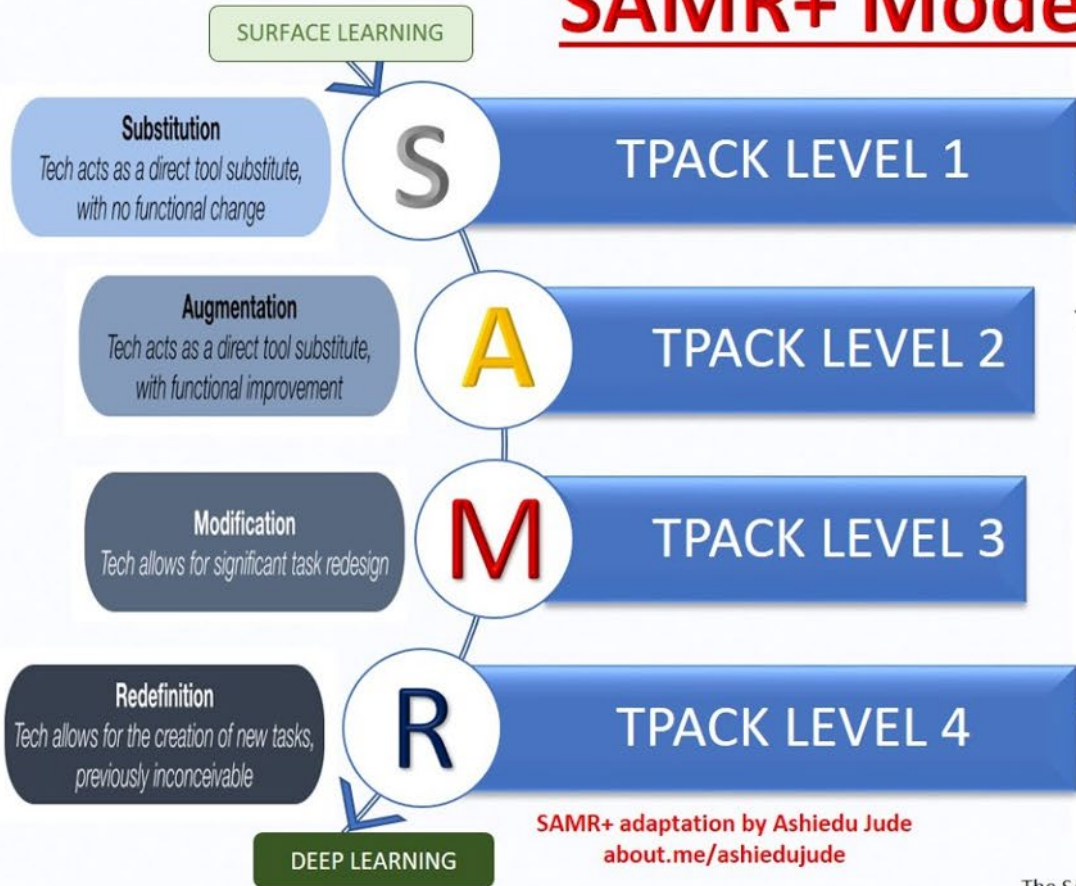 SAMR+ Mode
SURFACE LEARNING
Substitution
Tech acts as a direct tool substitute,
with no functional change
S
TPACK LEVEL 1
Augmentation
Tech acts as a direct tool substitute,
with functional improvement
A
TPACK LEVEL 2
Modification
Tech allows for significant task redesign
M
TPACK LEVEL 3
Redefinition
Tech allows for the creation of new tasks,
previously inconceivable
R
TPACK LEVEL 4
SAMR+ adaptation by Ashiedu Jude
about.me/ashiedujude
DEEP LEARNING